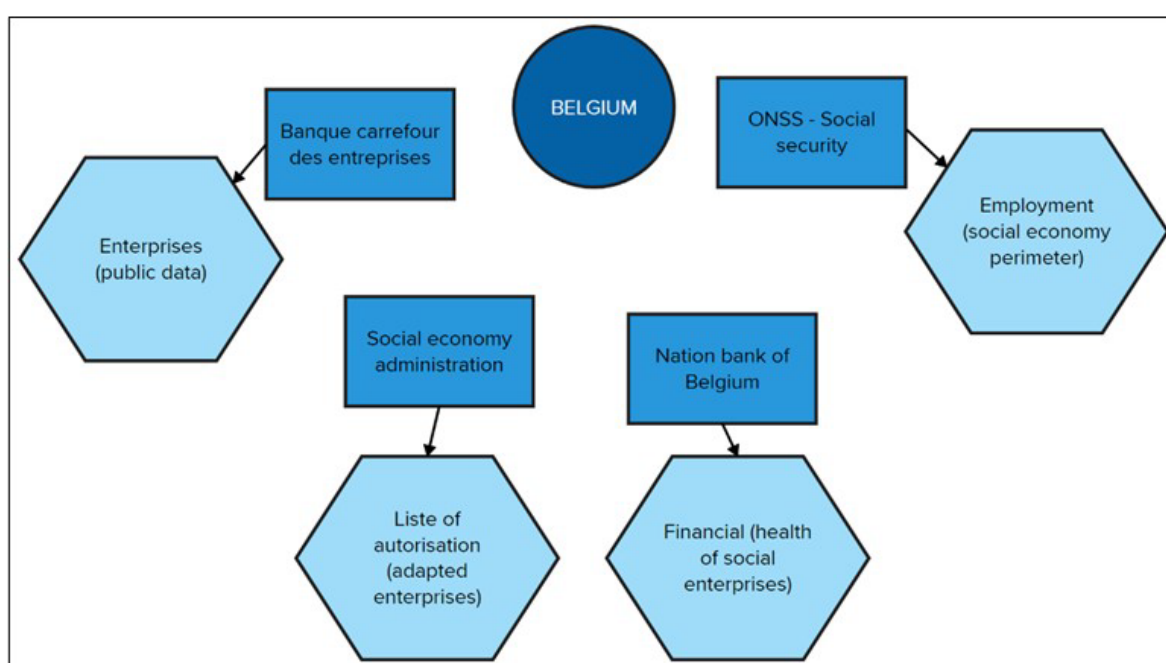 BELGIUM
Banque carrefour
des entreprises
ONSS - Social
security
Enterprises
(public data)
Employment
(social economy
perimeter)
Social economy
administration
Nation bank of
Belgium
Liste of
autorisation
(adapted
enterprises)
Financial (health
of social
enterprises)